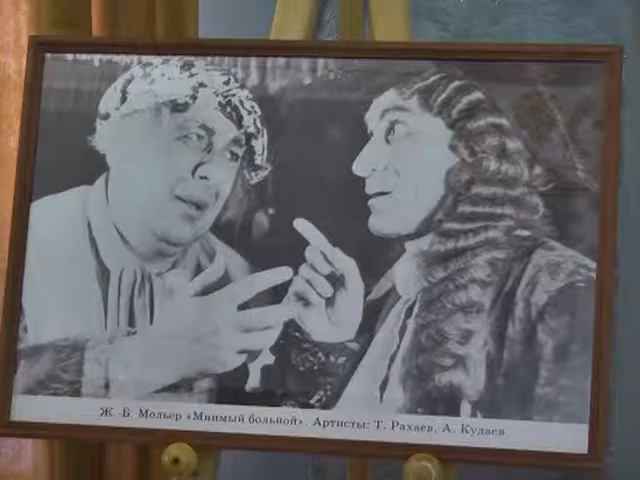 Ж.-Б. Мольер «Мнимый больной». Артисты: Т. Рахаев, А. Кудаев